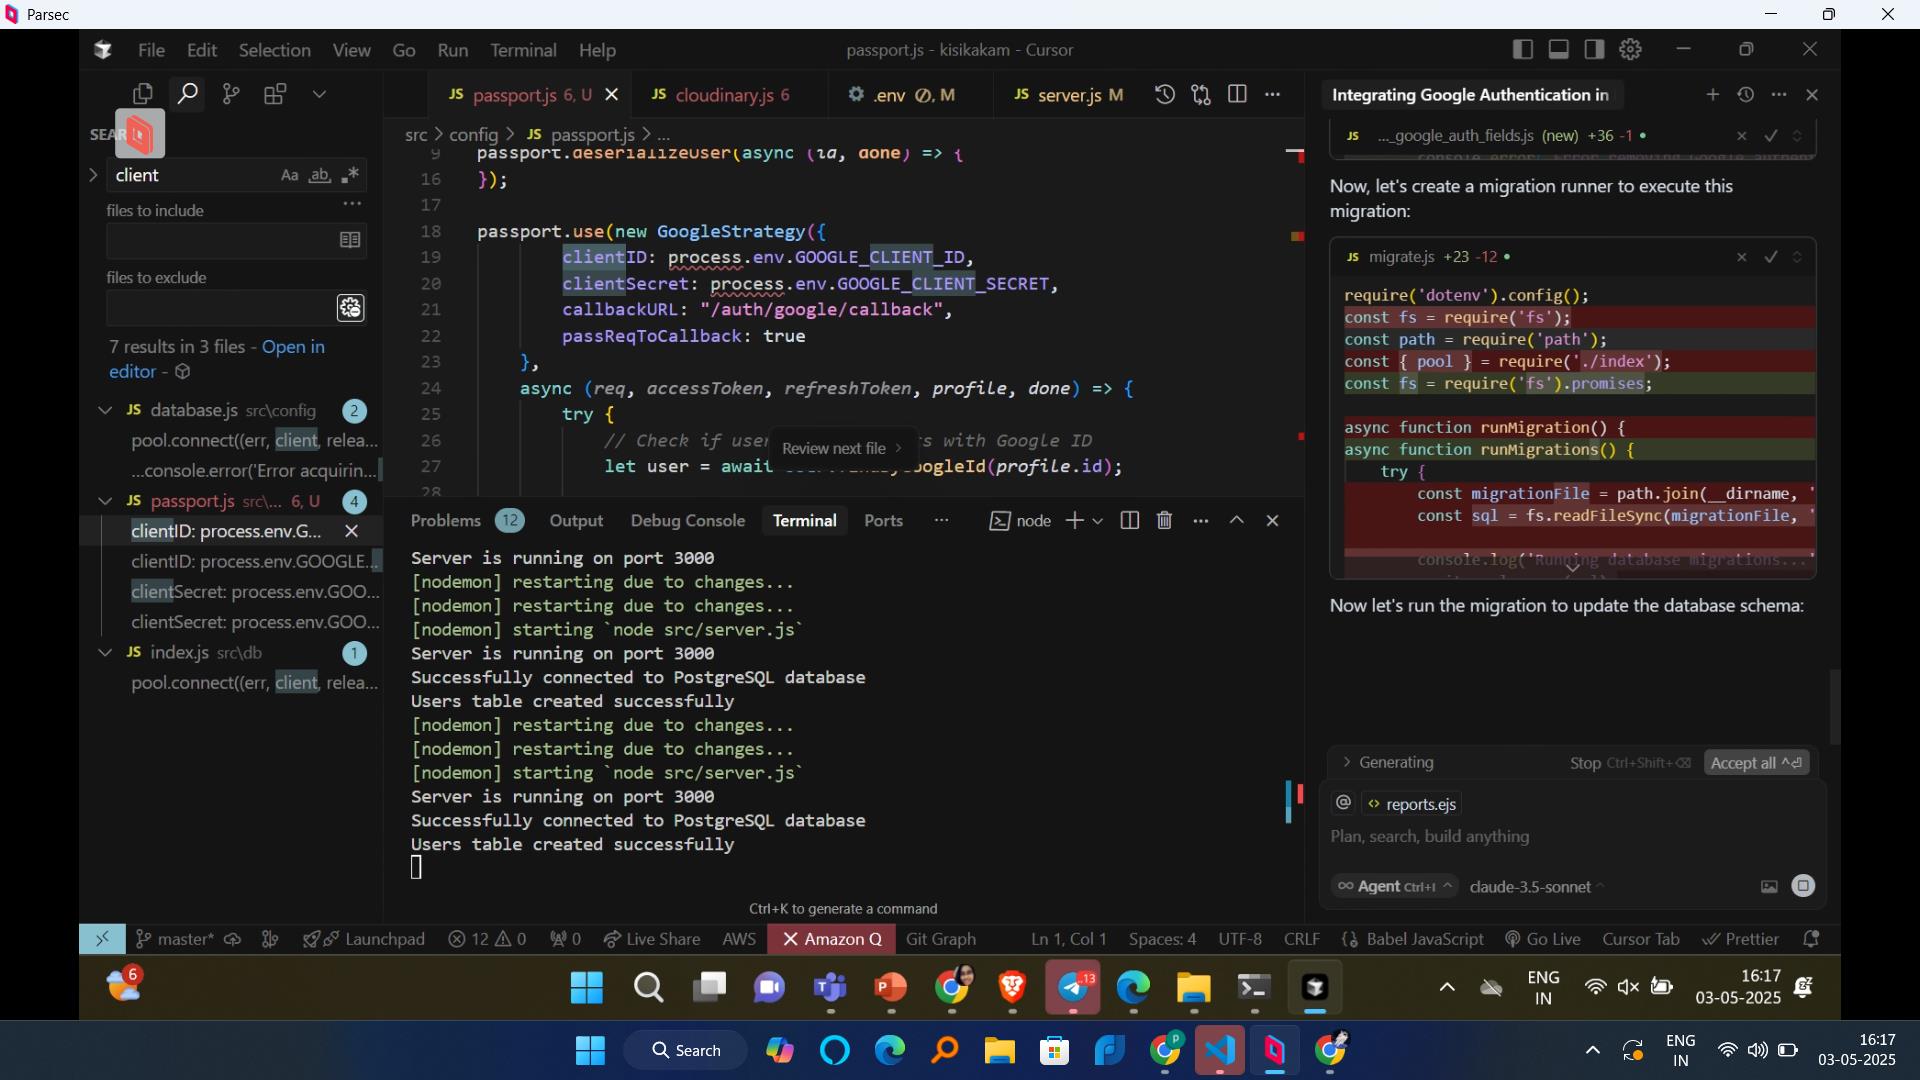 Parsec
File Edit Selection View Go Run Terminal Help
passport.js - kisikakam - Cursor
JS passport.js 6, U
JS cloudinary.js 6
.env M
JS server.js M
Integrating Google Authentication in
SEAR
client
Aa ab
files to include
files to exclude
7 results in 3 files - Open in
editor -
JS database.js src\config 2
pool.connect((err, client, relea...
...console.error('Error acquirin...
JS passport.js src\... 6, U 4
clientID: process.env.G...
clientID: process.env.GOOGLE...
clientSecret: process.env.GOO...
clientSecret: process.env.GOO...
JS index.js src\db 1
pool.connect((err, client, relea...
src > config > JS passport.js > ...
9 passport.deserializeUser(async (id, done) => {
16 });
17
18 passport.use(new GoogleStrategy({
19 clientID: process.env.GOOGLE_CLIENT_ID,
20 clientSecret: process.env.GOOGLE_CLIENT_SECRET,
21 callbackURL: "/auth/google/callback",
22 passReqToCallback: true
23 },
24 async (req, accessToken, refreshToken, profile, done) => {
25 try {
26 // Check if user s with Google ID
Review next file >
27 let user = await oogleId(profile.id);
28
Problems 12 Output Debug Console Terminal Ports ... node
Server is running on port 3000
[nodemon] restarting due to changes...
[nodemon] restarting due to changes...
[nodemon] starting `node src/server.js`
Server is running on port 3000
Successfully connected to PostgreSQL database
Users table created successfully
[nodemon] restarting due to changes...
[nodemon] restarting due to changes...
[nodemon] starting `node src/server.js`
Server is running on port 3000
Successfully connected to PostgreSQL database
Users table created successfully
Ctrl+K to generate a command
JS ..._google_auth_fields.js (new) +36 -1
Now, let's create a migration runner to execute this
migration:
JS migrate.js +23 -12
require('dotenv').config();
const fs = require('fs');
const path = require('path');
const { pool } = require('./index');
const fs = require('fs').promises;
async function runMigration() {
async function runMigrations() {
try {
const migrationFile = path.join(__dirname, '
const sql = fs.readFileSync(migrationFile, '
console.log('Running database migrations...'
Now let's run the migration to update the database schema:
Generating Stop Ctrl+Shift+⌫ Accept all ^⏎
@ reports.ejs
Plan, search, build anything
∞ Agent Ctrl+I claude-3.5-sonnet
master* Launchpad 12 0 0 Live Share AWS Amazon Q Git Graph Ln 1, Col 1 Spaces: 4 UTF-8 CRLF Babel JavaScript Go Live Cursor Tab Prettier
6
13
ENG
IN
16:17
03-05-2025
Search
ENG
IN
16:17
03-05-2025